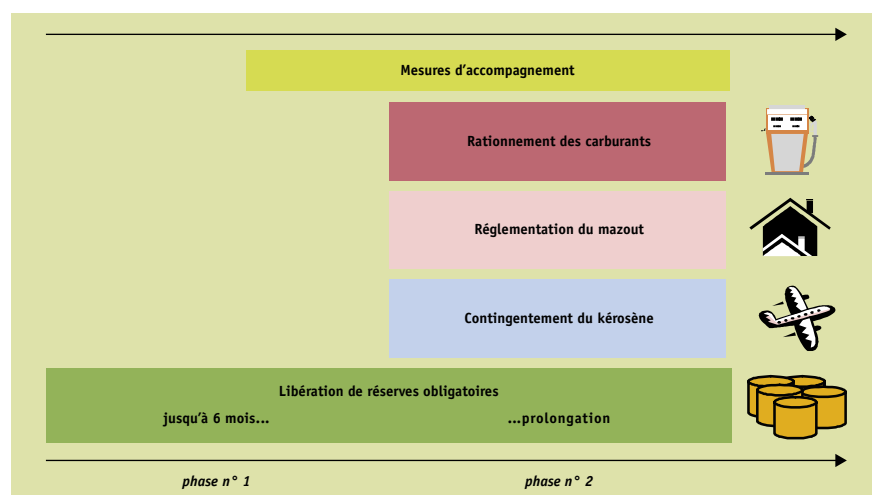 Mesures d'accompagnement
Rationnement des carburants
Réglementation du mazout
Contingentement du kérosène
Libération de réserves obligatoires
jusqu'à 6 mois... ...prolongation
phase n° 1 phase n° 2